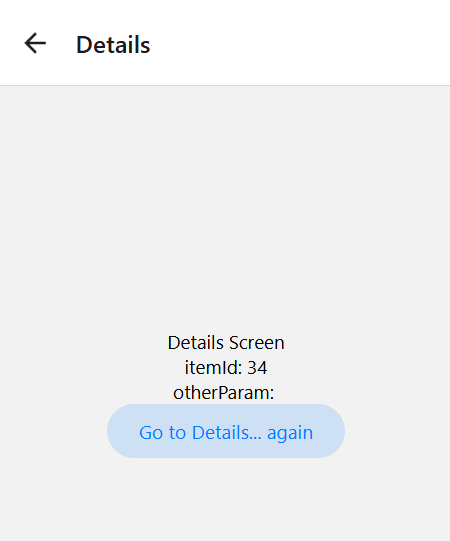 Details
Details Screen
itemId: 34
otherParam:
Go to Details... again